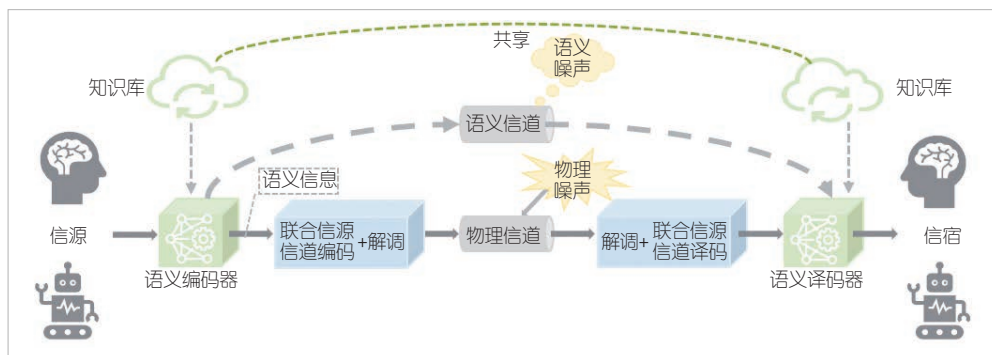 共享
语义
噪声
知识库
知识库
语义信道
语义信息
物理
噪声
信源
联合信源
信道编码
+解调
物理信道
解调+
联合信源
信道译码
信宿
语义编码器
语义译码器